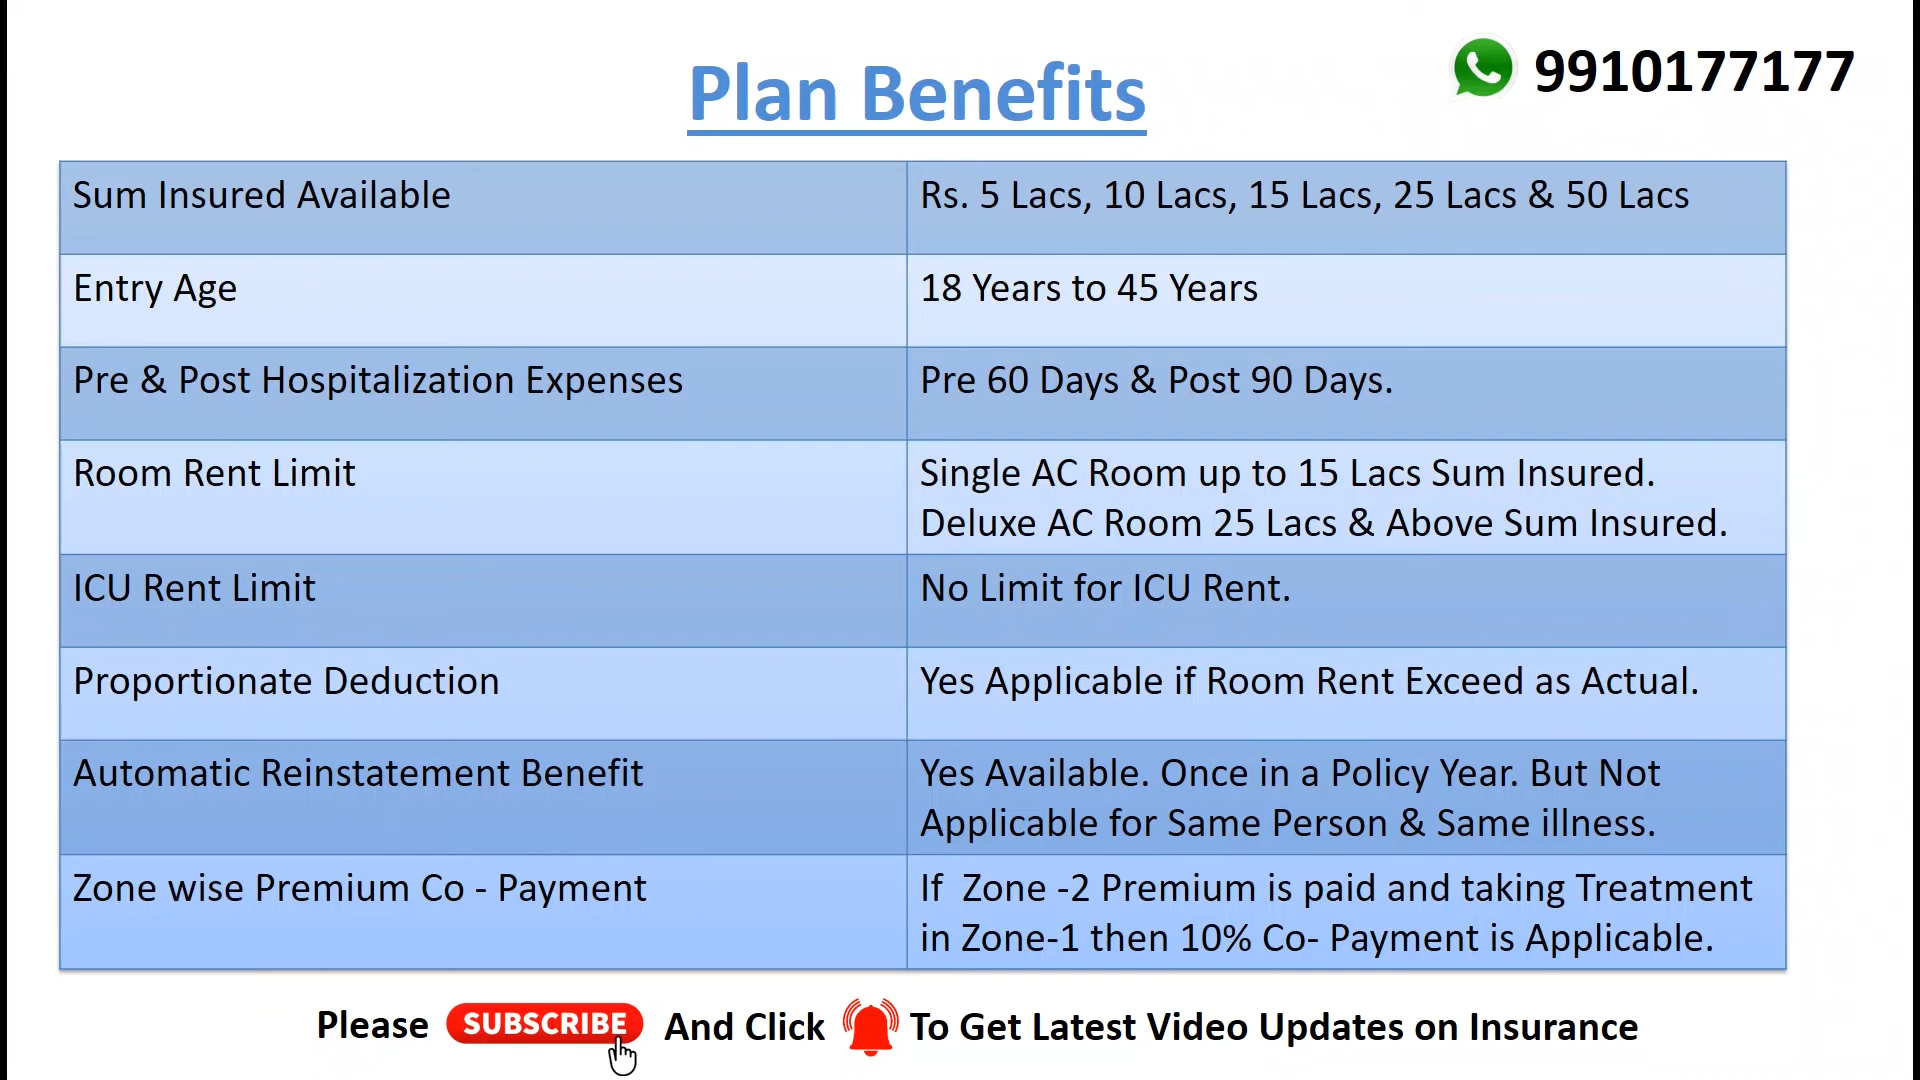 Plan Benefits
9910177177
Sum Insured Available
Rs. 5 Lacs, 10 Lacs, 15 Lacs, 25 Lacs & 50 Lacs
Entry Age
18 Years to 45 Years
Pre & Post Hospitalization Expenses
Pre 60 Days & Post 90 Days.
Room Rent Limit
Single AC Room up to 15 Lacs Sum Insured.
Deluxe AC Room 25 Lacs & Above Sum Insured.
ICU Rent Limit
No Limit for ICU Rent.
Proportionate Deduction
Yes Applicable if Room Rent Exceed as Actual.
Automatic Reinstatement Benefit
Yes Available. Once in a Policy Year. But Not
Applicable for Same Person & Same illness.
Zone wise Premium Co - Payment
If  Zone -2 Premium is paid and taking Treatment
in Zone-1 then 10% Co- Payment is Applicable.
Please SUBSCRIBE And Click To Get Latest Video Updates on Insurance